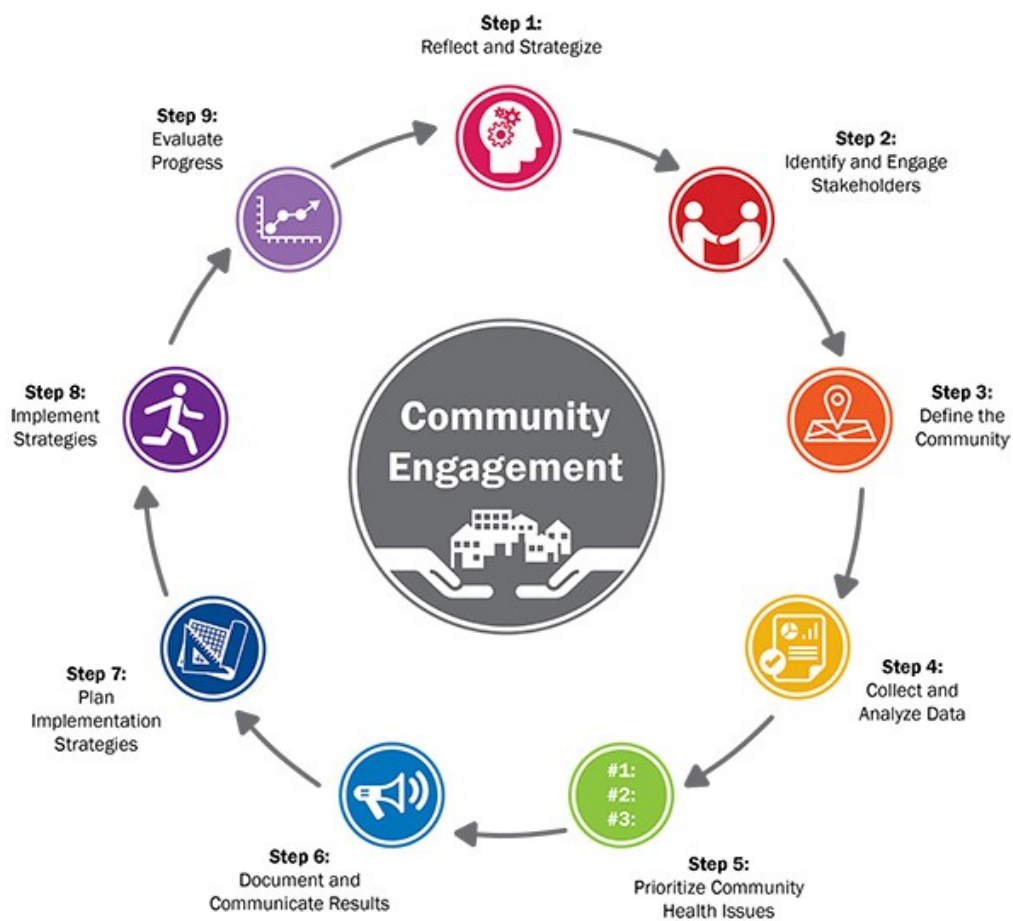 Step 1:
Reflect and Strategize
Step 2:
Identify and Engage
Stakeholders
Step 3:
Define the
Community
Step 4:
Collect and
Analyze Data
Step 5:
Prioritize Community
Health Issues
#1:
#2:
#3:
Step 6:
Document and
Communicate Results
Step 7:
Plan
Implementation
Strategies
Step 8:
Implement
Strategies
Step 9:
Evaluate
Progress
Community
Engagement